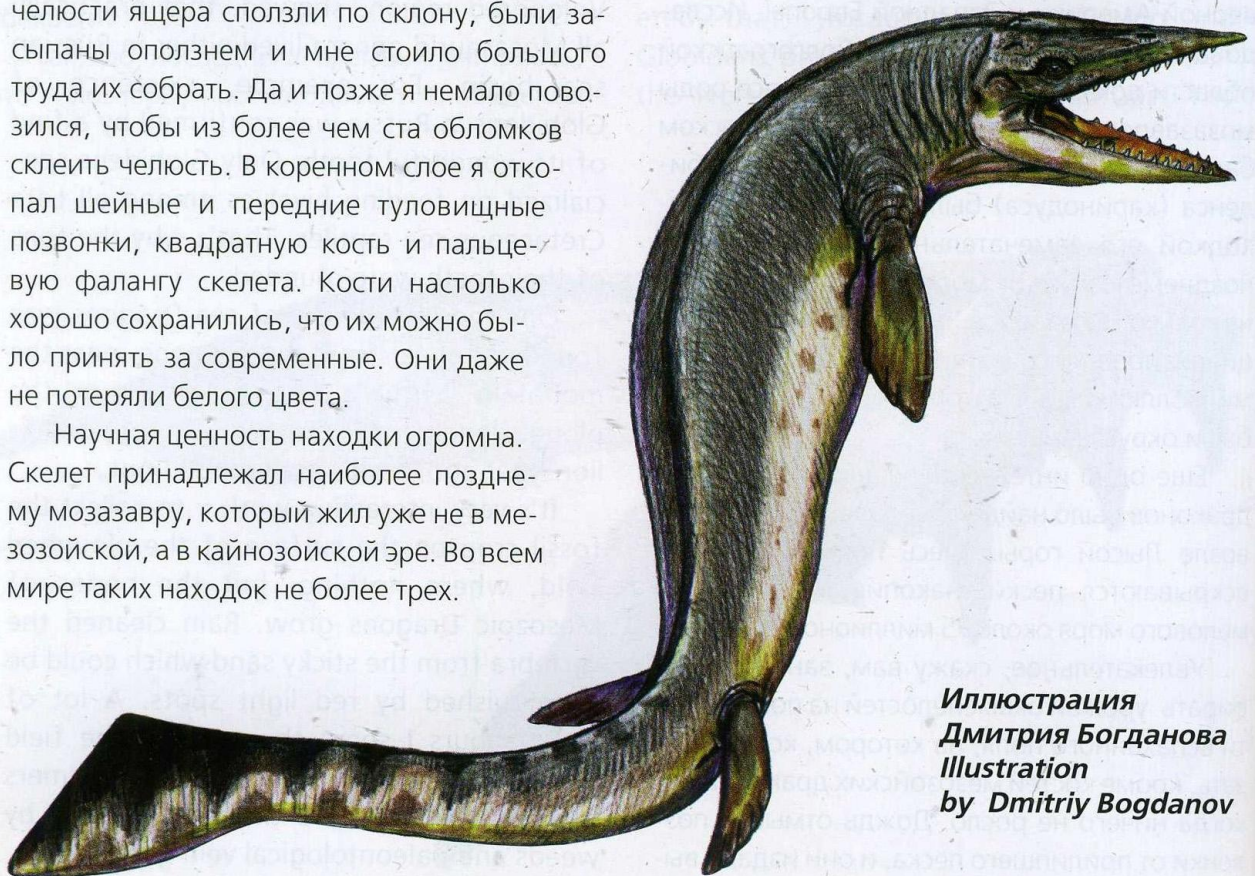 челюсти ящера сползли по склону, были за-
сыпаны оползнем и мне стоило большого
труда их собрать. Да и позже я немало пово-
зился, чтобы из более чем ста обломков
склеить челюсть. В коренном слое я отко-
пал шейные и передние туловищные
позвонки, квадратную кость и пальце-
вую фалангу скелета. Кости настолько
хорошо сохранились, что их можно бы-
ло принять за современные. Они даже
не потеряли белого цвета.
Научная ценность находки огромна.
Скелет принадлежал наиболее поздне-
му мозазавру, который жил уже не в ме-
зозойской, а в кайнозойской эре. Во всем
мире таких находок не более трех.
Иллюстрация
Дмитрия Богданова
Illustration
by Dmitriy Bogdanov